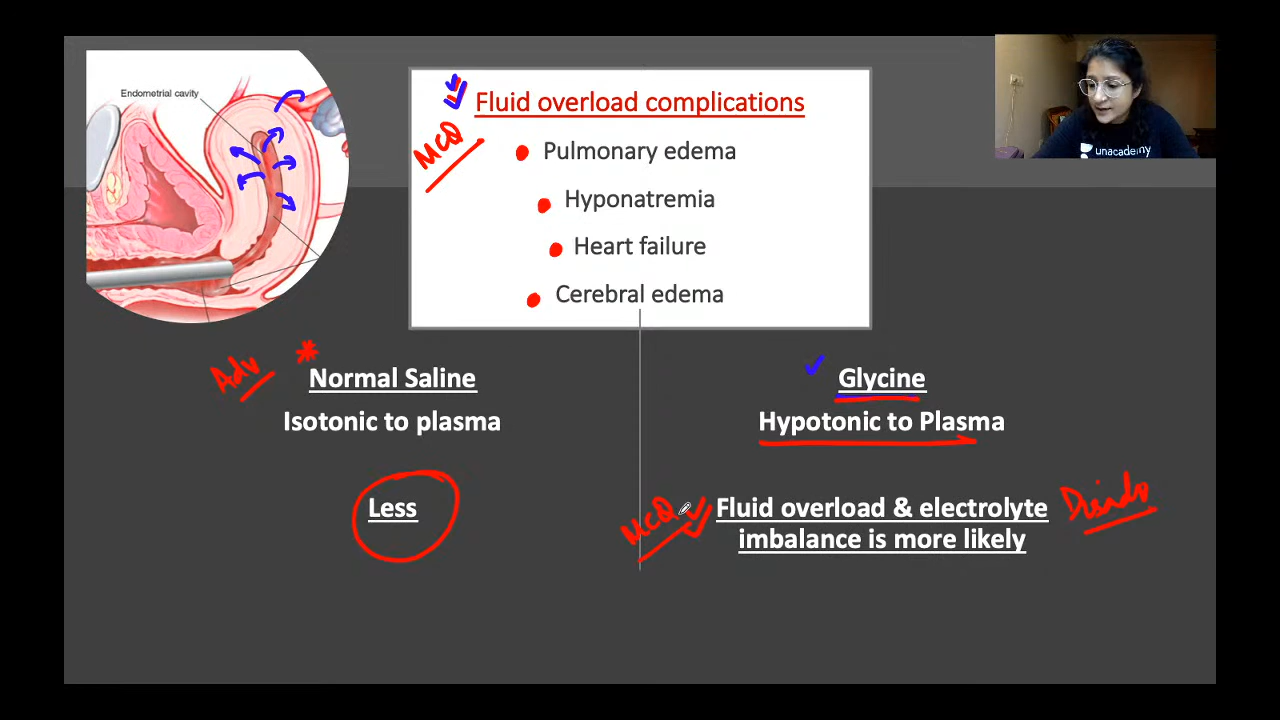 Endometrial cavity
Fluid overload complications
MCQ
Pulmonary edema
Hyponatremia
Heart failure
Cerebral edema
unacademy
Adv
Normal Saline
Isotonic to plasma
Less
Glycine
Hypotonic to Plasma
MCQ
Fluid overload & electrolyte
imbalance is more likely